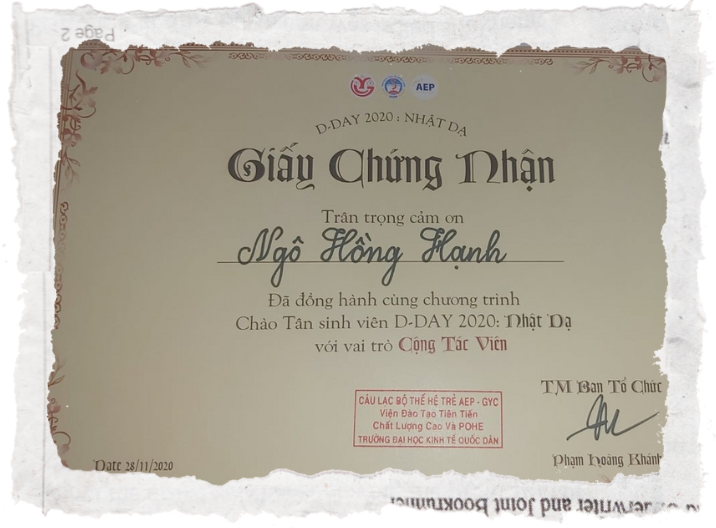 Page 2
AEP
D-DAY 2020 : NHẬT DẠ
Giấy Chứng Nhận
Trân trọng cảm ơn
Ngô Hồng Hạnh
Đã đồng hành cùng chương trình
Chào Tân sinh viên D-DAY 2020: Nhật Dạ
với vai trò Cộng Tác Viên
TM Ban Tổ Chức
CÂU LẠC BỘ THẾ HỆ TRẺ AEP - GYC
Viện Đào Tạo Tiên Tiến
Chất Lượng Cao Và POHE
TRƯỜNG ĐẠI HỌC KINH TẾ QUỐC DÂN
Phạm Hoàng Khánh
Date 28/11/2020
and Joint Bookrunner